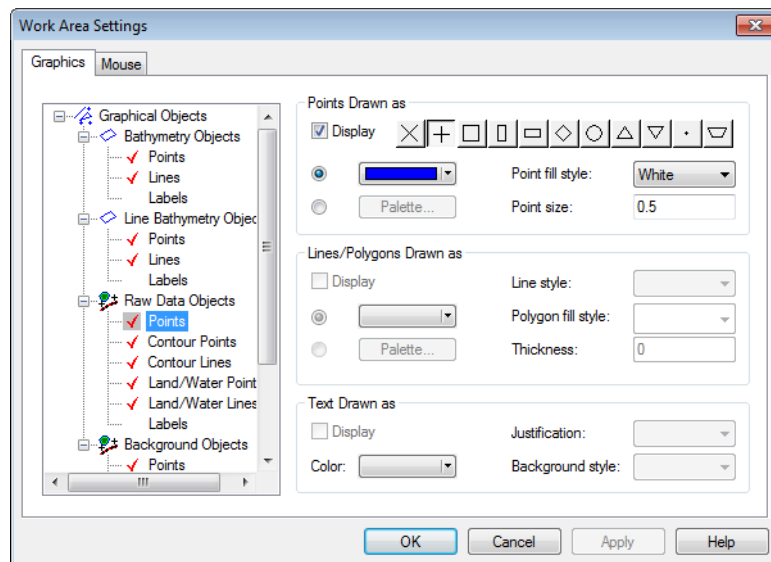 Work Area Settings
Graphics Mouse
Graphical Objects
Bathymetry Objects
Points
Lines
Labels
Line Bathymetry Objec
Points
Lines
Labels
Raw Data Objects
Points
Contour Points
Contour Lines
Land/Water Point
Land/Water Lines
Labels
Background Objects
Points
Points Drawn as
Display
Point fill style: White
Palette... Point size: 0.5
Lines/Polygons Drawn as
Display Line style:
Polygon fill style:
Palette... Thickness: 0
Text Drawn as
Display Justification:
Color: Background style:
OK Cancel Apply Help